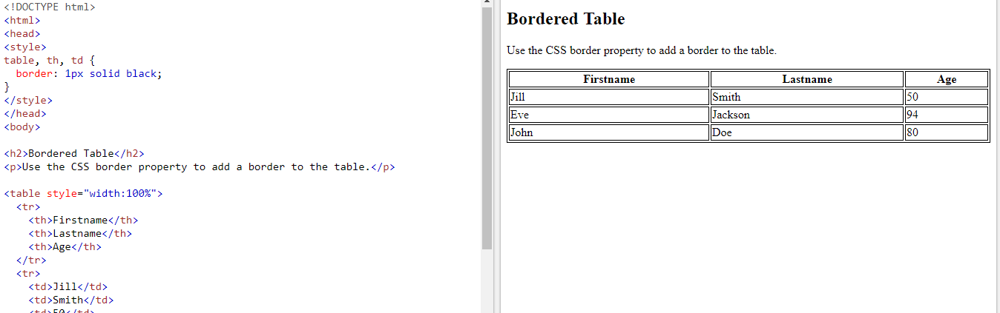 <!DOCTYPE html>
<html>
<head>
<style>
table, th, td {
  border: 1px solid black;
}
</style>
</head>
<body>

<h2>Bordered Table</h2>
<p>Use the CSS border property to add a border to the table.</p>

<table style="width:100%">
  <tr>
    <th>Firstname</th>
    <th>Lastname</th>
    <th>Age</th>
  </tr>
  <tr>
    <td>Jill</td>
    <td>Smith</td>
    <td>50</td>
Bordered Table
Use the CSS border property to add a border to the table.
Firstname Lastname Age
Jill Smith 50
Eve Jackson 94
John Doe 80